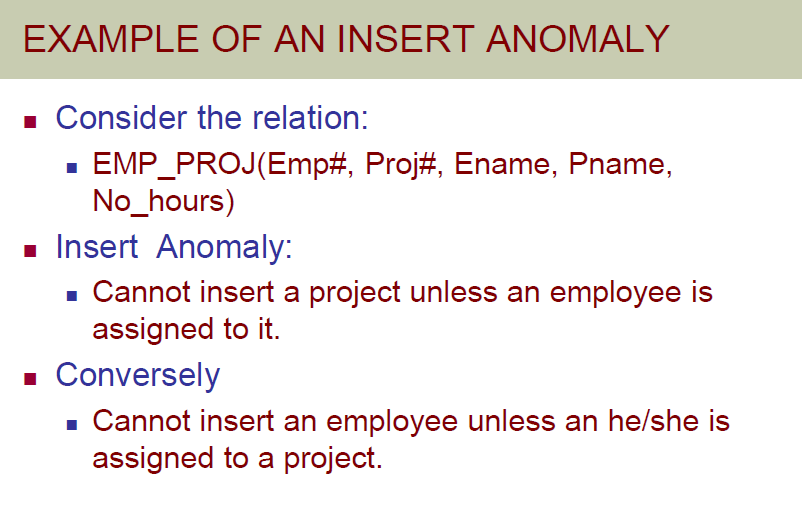 EXAMPLE OF AN INSERT ANOMALY
Consider the relation:
EMP_PROJ(Emp#, Proj#, Ename, Pname,
No_hours)
Insert Anomaly:
Cannot insert a project unless an employee is
assigned to it.
Conversely
Cannot insert an employee unless an he/she is
assigned to a project.